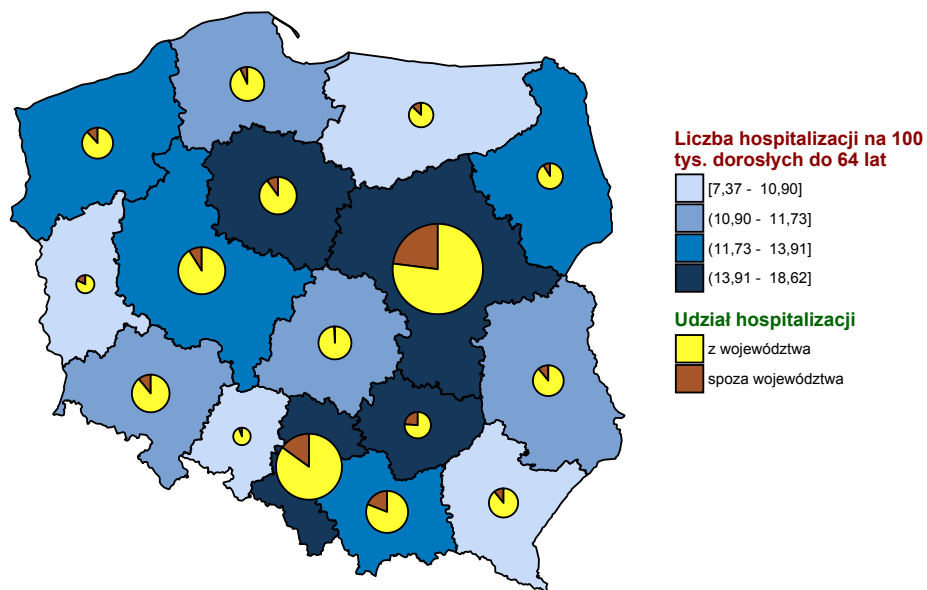 Liczba hospitalizacji na 100
tys. dorosłych do 64 lat
[7,37 - 10,90]
(10,90 - 11,73]
(11,73 - 13,91]
(13,91 - 18,62]
Udział hospitalizacji
z województwa
spoza województwa